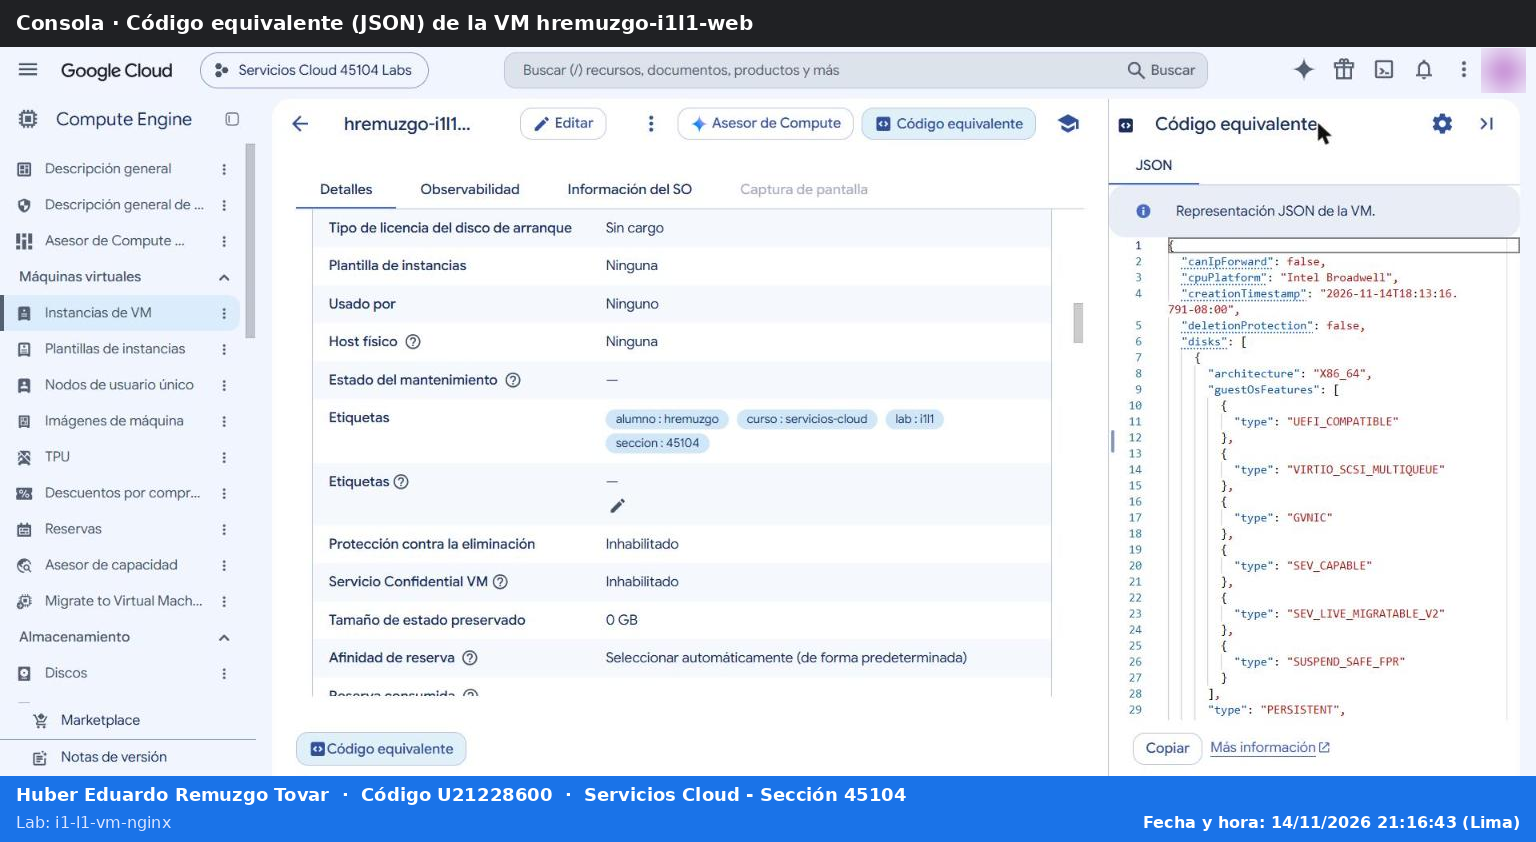 Consola · Código equivalente (JSON) de la VM hremuzgo-i1l1-web
Google Cloud
Servicios Cloud 45104 Labs
Buscar (/) recursos, documentos, productos y más
Buscar
Compute Engine
Descripción general
Descripción general de ...
Asesor de Compute ...
Máquinas virtuales
Instancias de VM
Plantillas de instancias
Nodos de usuario único
Imágenes de máquina
TPU
Descuentos por compr...
Reservas
Asesor de capacidad
Migrate to Virtual Mach...
Almacenamiento
Discos
Marketplace
Notas de versión
hremuzgo-i1l1...
Editar
Asesor de Compute
Código equivalente
Detalles
Observabilidad
Información del SO
Captura de pantalla
Tipo de licencia del disco de arranque Sin cargo
Plantilla de instancias Ninguna
Usado por Ninguno
Host físico Ninguna
Estado del mantenimiento —
Etiquetas alumno : hremuzgo curso : servicios-cloud lab : i1l1
seccion : 45104
Etiquetas —
Protección contra la eliminación Inhabilitado
Servicio Confidential VM Inhabilitado
Tamaño de estado preservado 0 GB
Afinidad de reserva Seleccionar automáticamente (de forma predeterminada)
Reserva consumida
Código equivalente
Código equivalente
JSON
Representación JSON de la VM.
1 {
2 "canIpForward": false,
3 "cpuPlatform": "Intel Broadwell",
4 "creationTimestamp": "2026-11-14T18:13:16.
791-08:00",
5 "deletionProtection": false,
6 "disks": [
7 {
8 "architecture": "X86_64",
9 "guestOsFeatures": [
10 {
11 "type": "UEFI_COMPATIBLE"
12 },
13 {
14 "type": "VIRTIO_SCSI_MULTIQUEUE"
15 },
16 {
17 "type": "GVNIC"
18 },
19 {
20 "type": "SEV_CAPABLE"
21 },
22 {
23 "type": "SEV_LIVE_MIGRATABLE_V2"
24 },
25 {
26 "type": "SUSPEND_SAFE_FPR"
27 }
28 ],
29 "type": "PERSISTENT",
Copiar
Más información
Huber Eduardo Remuzgo Tovar · Código U21228600 · Servicios Cloud - Sección 45104
Lab: i1-l1-vm-nginx
Fecha y hora: 14/11/2026 21:16:43 (Lima)